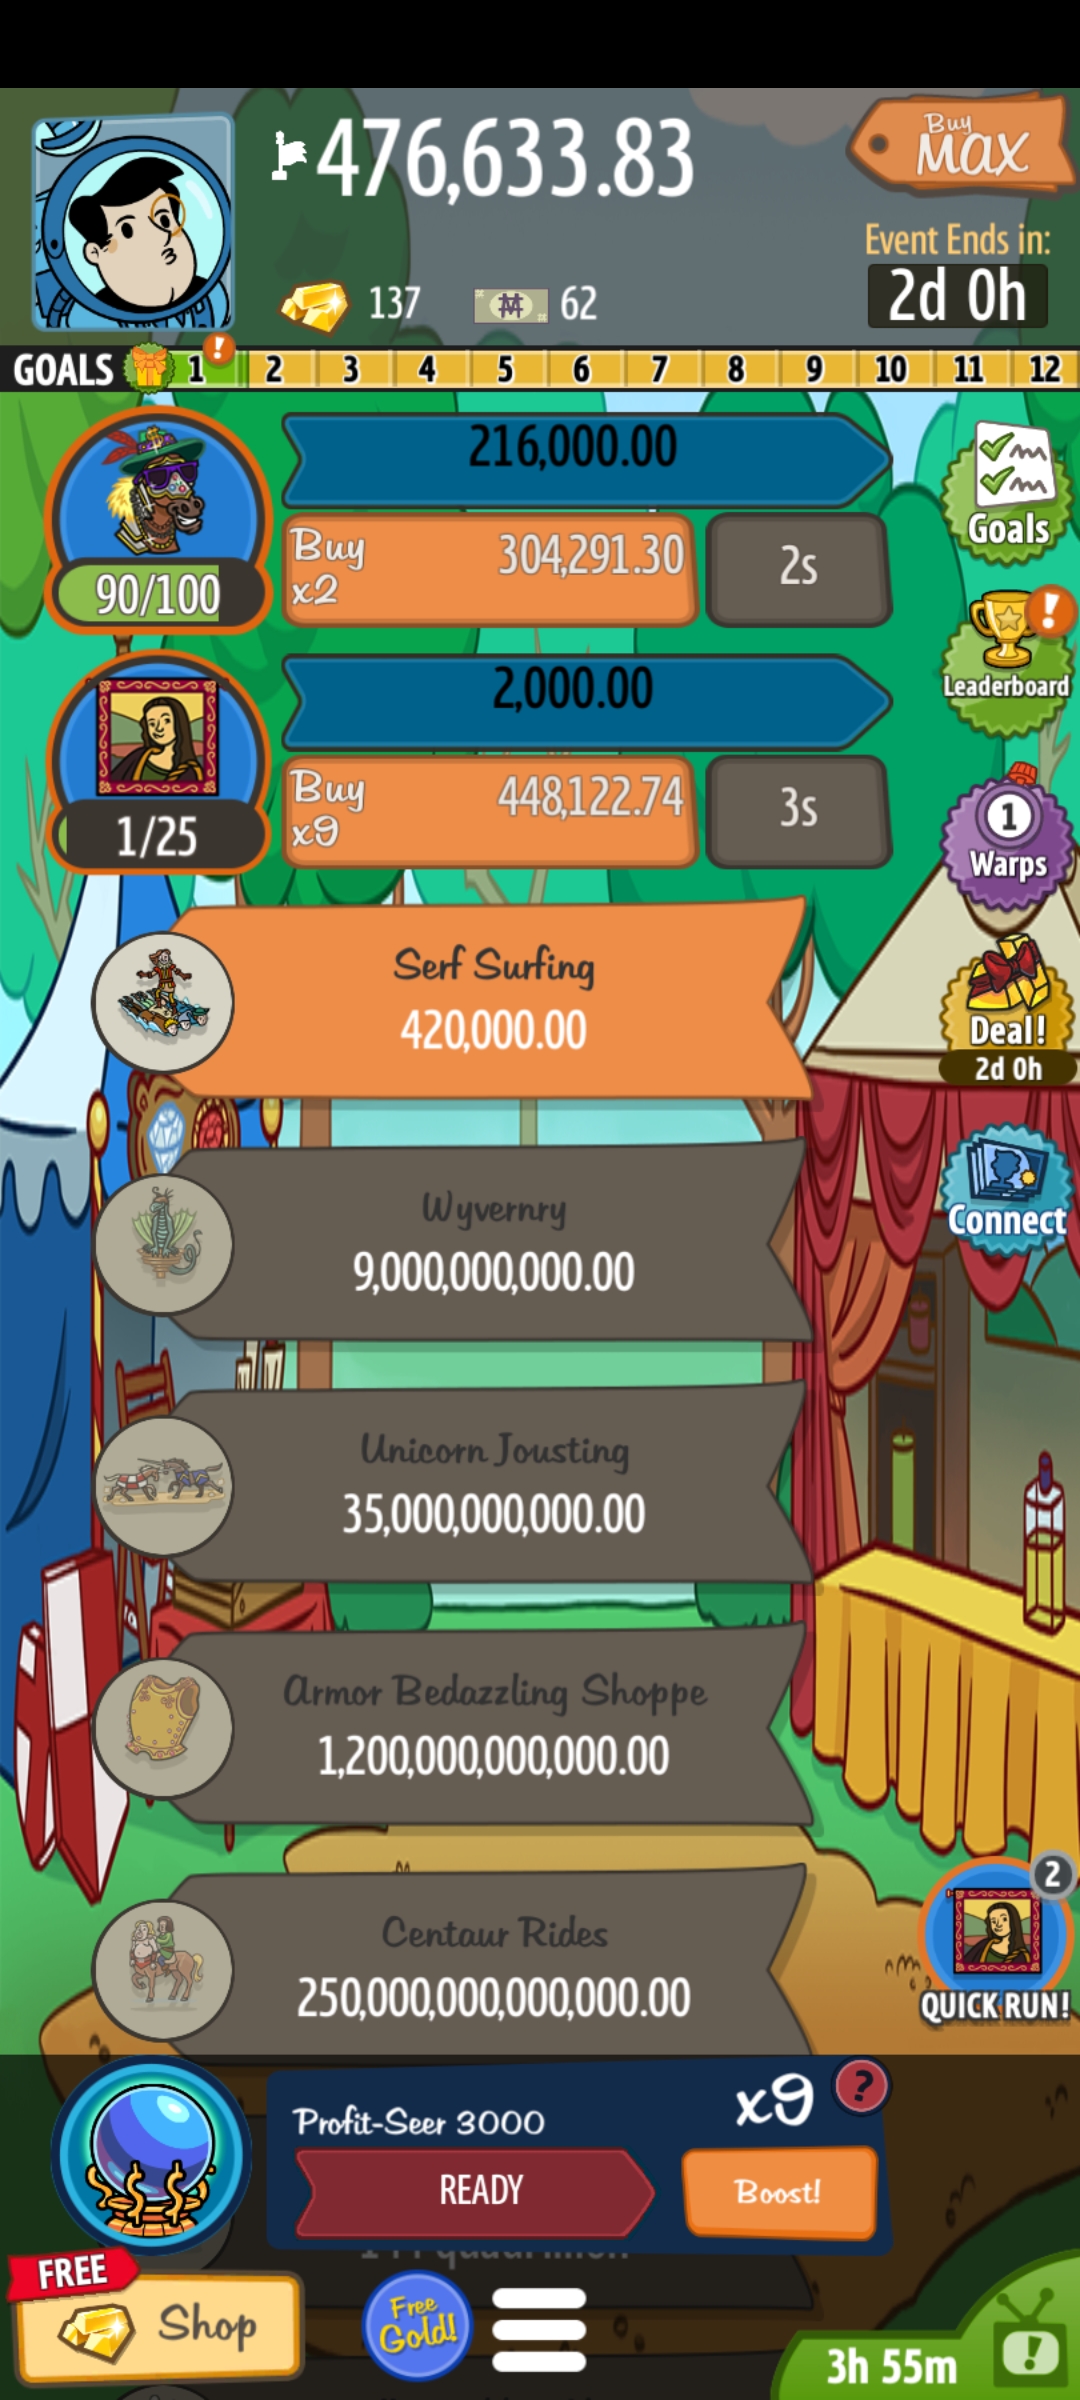 476,633.83
Buy
MAX
137
62
Event Ends in:
2d 0h
GOALS 1 ! 2 3 4 5 6 7 8 9 10 11 12
216,000.00
Buy
x2
304,291.30
2s
90/100
Goals
!
Leaderboard
2,000.00
Buy
x9
448,122.74
3s
1/25
1
Warps
Serf Surfing
420,000.00
Deal!
2d 0h
Wyvernry
9,000,000,000.00
Connect
Unicorn Jousting
35,000,000,000.00
Armor Bedazzling Shoppe
1,200,000,000,000.00
Centaur Rides
250,000,000,000,000.00
2
QUICK RUN!
Profit-Seer 3000
x9
?
READY
Boost!
FREE
Shop
Free
Gold!
3h 55m
!